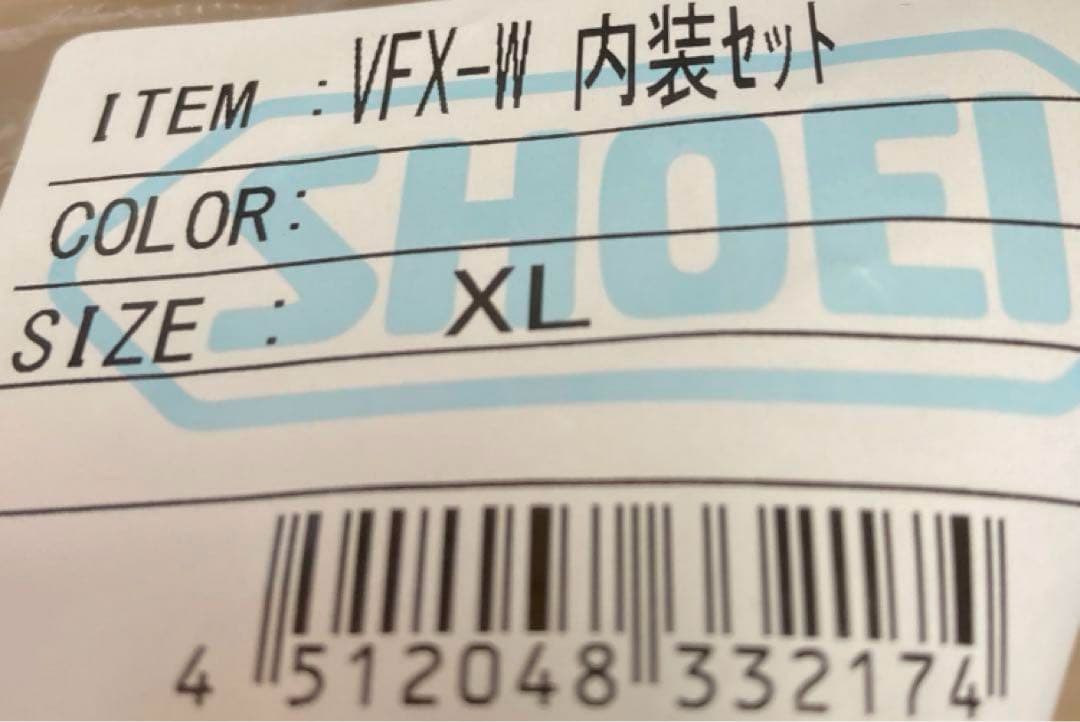 ITEM :VFX-W 内装ｾｯﾄ
SHOEI
COLOR:
SIZE : XL
4 512048 332174